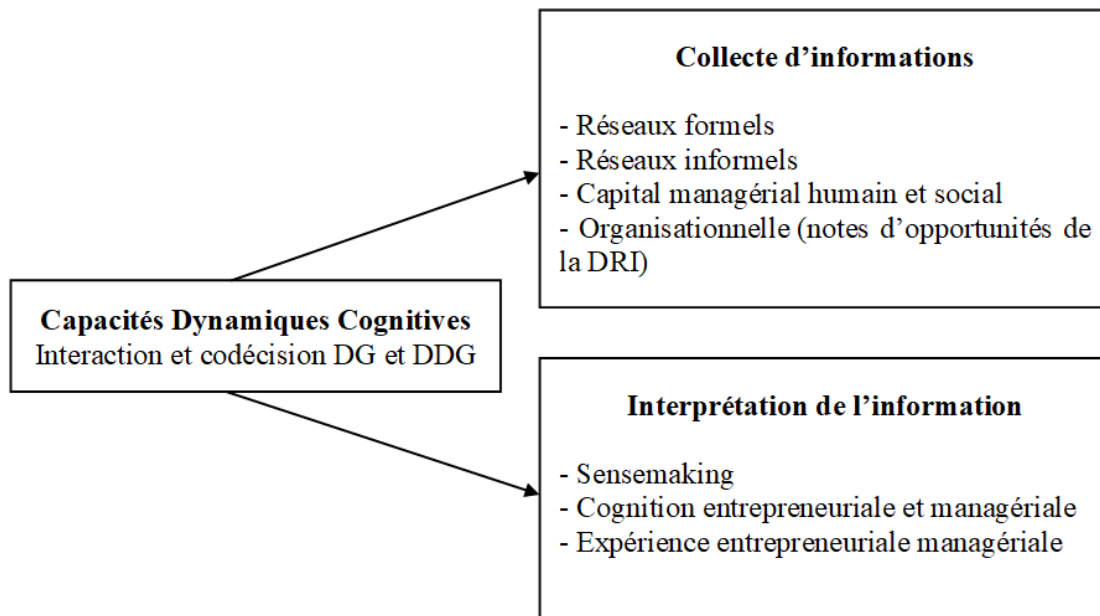 Collecte d’informations
- Réseaux formels
- Réseaux informels
- Capital managérial humain et social
- Organisationnelle (notes d’opportunités de
la DRI)
Capacités Dynamiques Cognitives
Interaction et codécision DG et DDG
Interprétation de l’information
- Sensemaking
- Cognition entrepreneuriale et managériale
- Expérience entrepreneuriale managériale